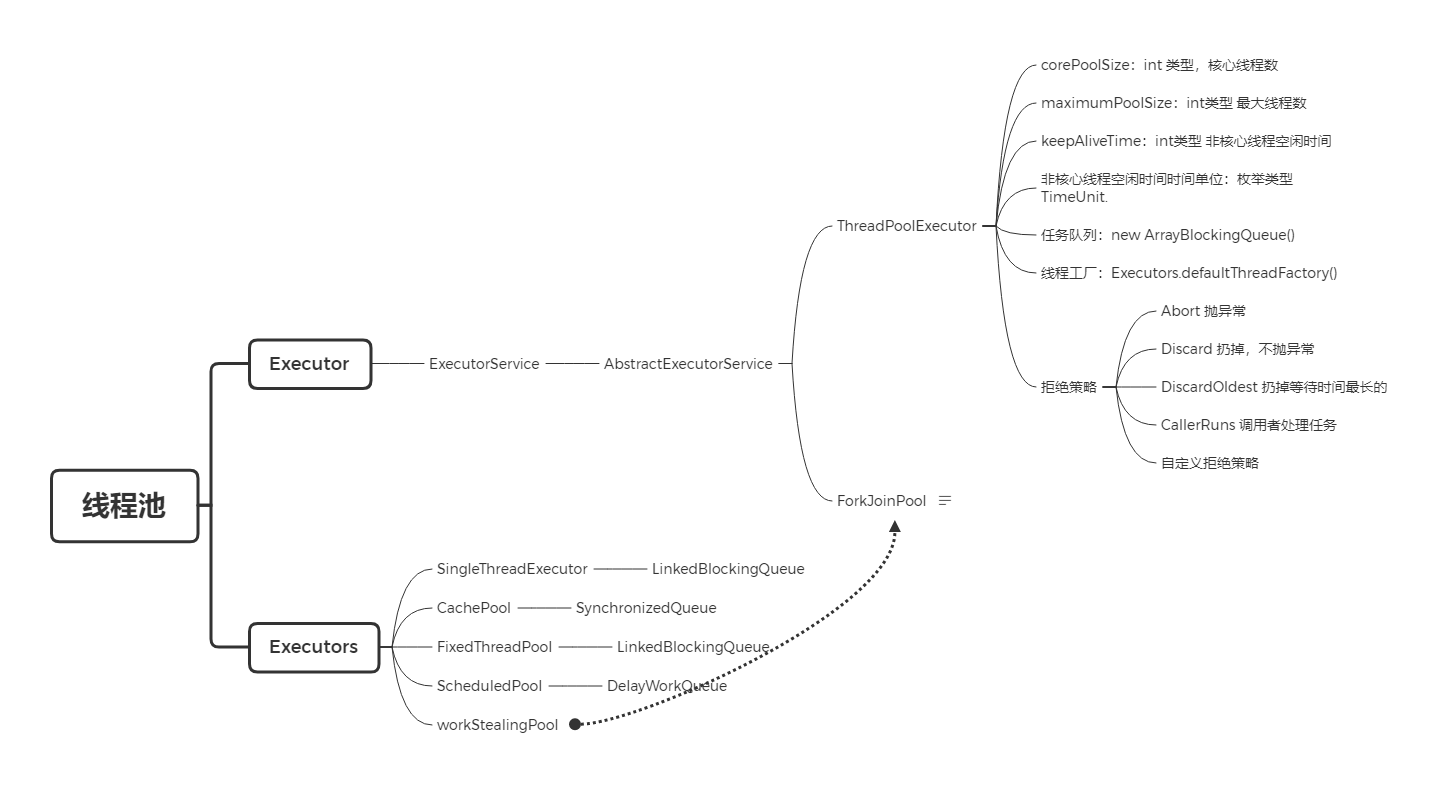 线程池
Executor
ExecutorService
AbstractExecutorService
ThreadPoolExecutor
corePoolSize：int 类型，核心线程数
maximumPoolSize：int类型 最大线程数
keepAliveTime：int类型 非核心线程空闲时间
非核心线程空闲时间时间单位：枚举类型
TimeUnit.
任务队列：new ArrayBlockingQueue()
线程工厂：Executors.defaultThreadFactory()
拒绝策略
Abort 抛异常
Discard 扔掉，不抛异常
DiscardOldest 扔掉等待时间最长的
CallerRuns 调用者处理任务
自定义拒绝策略
ForkJoinPool
Executors
SingleThreadExecutor
LinkedBlockingQueue
CachePool
SynchronizedQueue
FixedThreadPool
LinkedBlockingQueue
ScheduledPool
DelayWorkQueue
workStealingPool